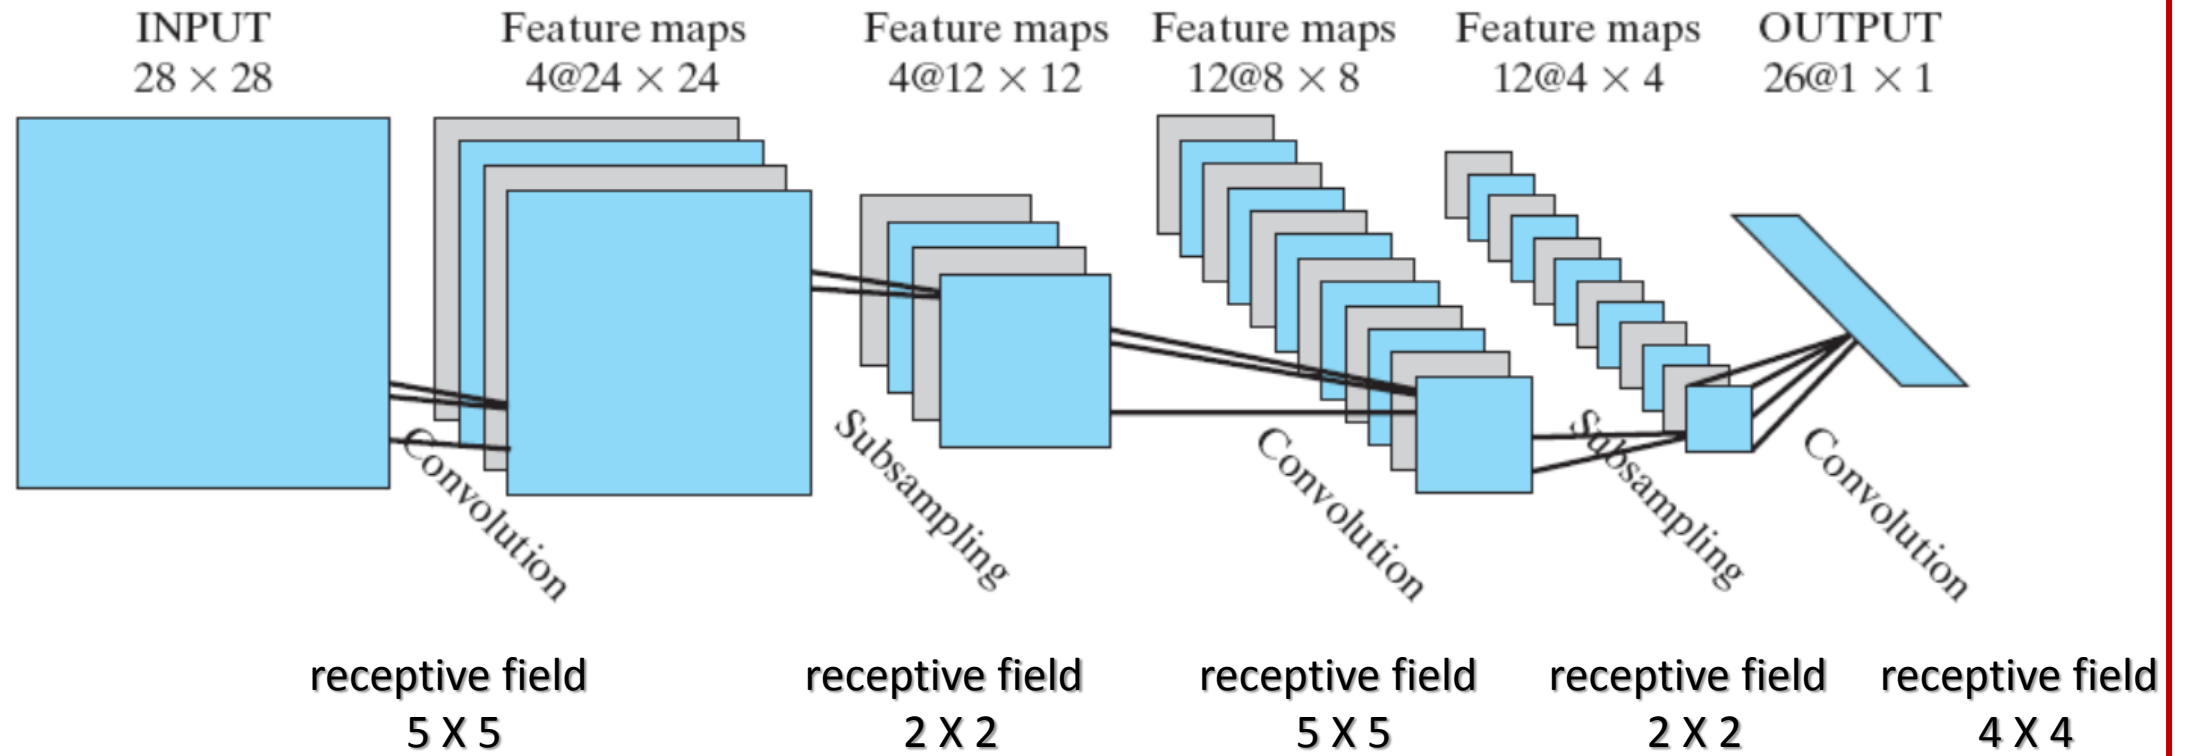 INPUT
28 × 28
Feature maps
4@24 × 24
Feature maps
4@12 × 12
Feature maps
12@8 × 8
Feature maps
12@4 × 4
OUTPUT
26@1 × 1
Convolution
Subsampling
Convolution
Subsampling
Convolution
receptive field
5 X 5
receptive field
2 X 2
receptive field
5 X 5
receptive field
2 X 2
receptive field
4 X 4